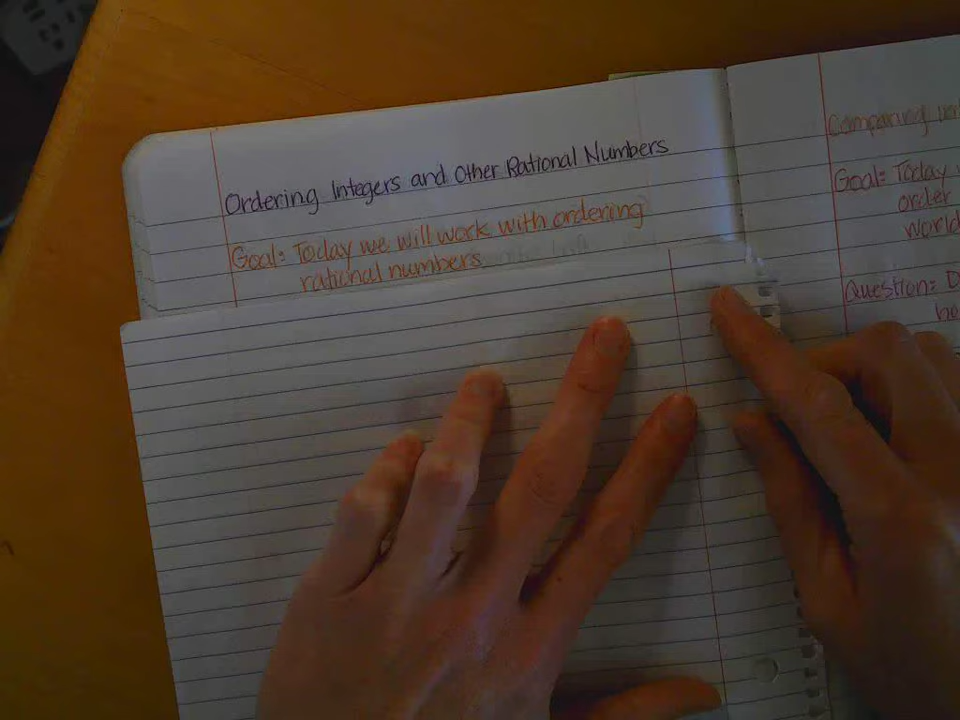 Ordering Integers and Other Rational Numbers
Goal: Today we will work with ordering
rational numbers
Comparing
Goal: Today
order
world
Question: